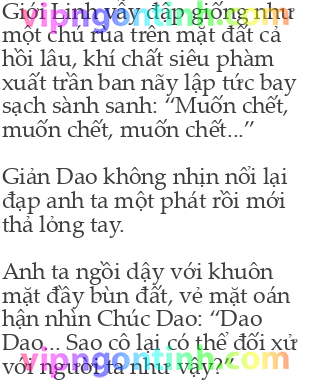 Giới Linh vẫy đạp giống như
một chú rùa trên mặt đất cả
hồi lâu, khí chất siêu phàm
xuất trần ban nãy lập tức bay
sạch sành sanh: “Muốn chết,
muốn chết, muốn chết...”
Giản Dao không nhịn nổi lại
đạp anh ta một phát rồi mới
thả lỏng tay.
Anh ta ngồi dậy với khuôn
mặt đầy bùn đất, vẻ mặt oán
hận nhìn Chúc Dao: “Dao
Dao... Sao cô lại có thể đối xử
với người ta như vậy?”
vipngontinh.com